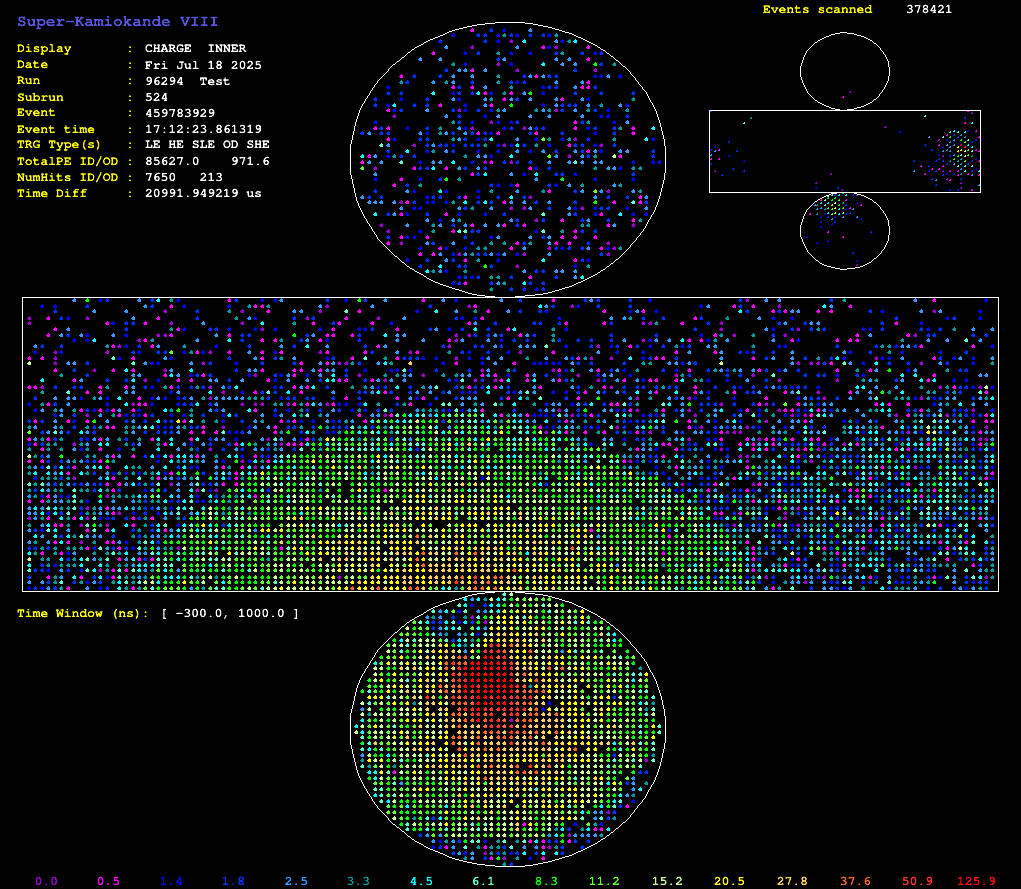 Super-Kamiokande VIII
Events scanned 378421
Display : CHARGE INNER
Date : Fri Jul 18 2025
Run : 96294 Test
Subrun : 524
Event : 459783929
Event time : 17:12:23.861319
TRG Type(s) : LE HE SLE OD SHE
TotalPE ID/OD : 85627.0 971.6
NumHits ID/OD : 7650 213
Time Diff : 20991.949219 us
Time Window (ns): [ -300.0, 1000.0 ]
0.0 0.5 1.4 1.8 2.5 3.3 4.5 6.1 8.3 11.2 15.2 20.5 27.8 37.6 50.9 125.9